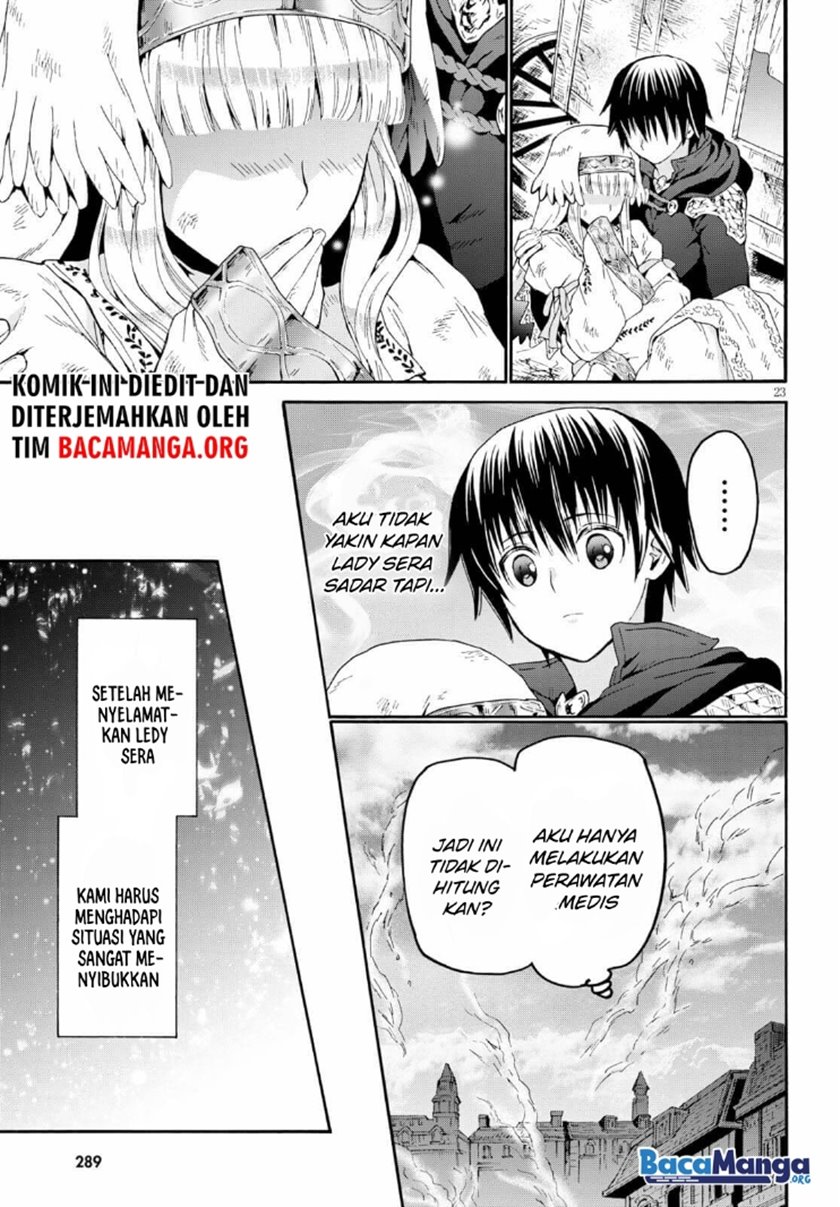 23
KOMIK INI DIEDIT DAN
DITERJEMAHKAN OLEH
TIM BACAMANGA.ORG
......
AKU TIDAK
YAKIN KAPAN
LADY SERA
SADAR TAPI...
AKU HANYA
MELAKUKAN
PERAWATAN
MEDIS
JADI INI
TIDAK DI-
HITUNG
KAN?
SETELAH ME-
NYELAMAT-
KAN LEDY
SERA
KAMI HARUS
MENGHADAPI
SITUASI YANG
SANGAT ME-
NYIBUKKAN
289
BacaManga
.ORG